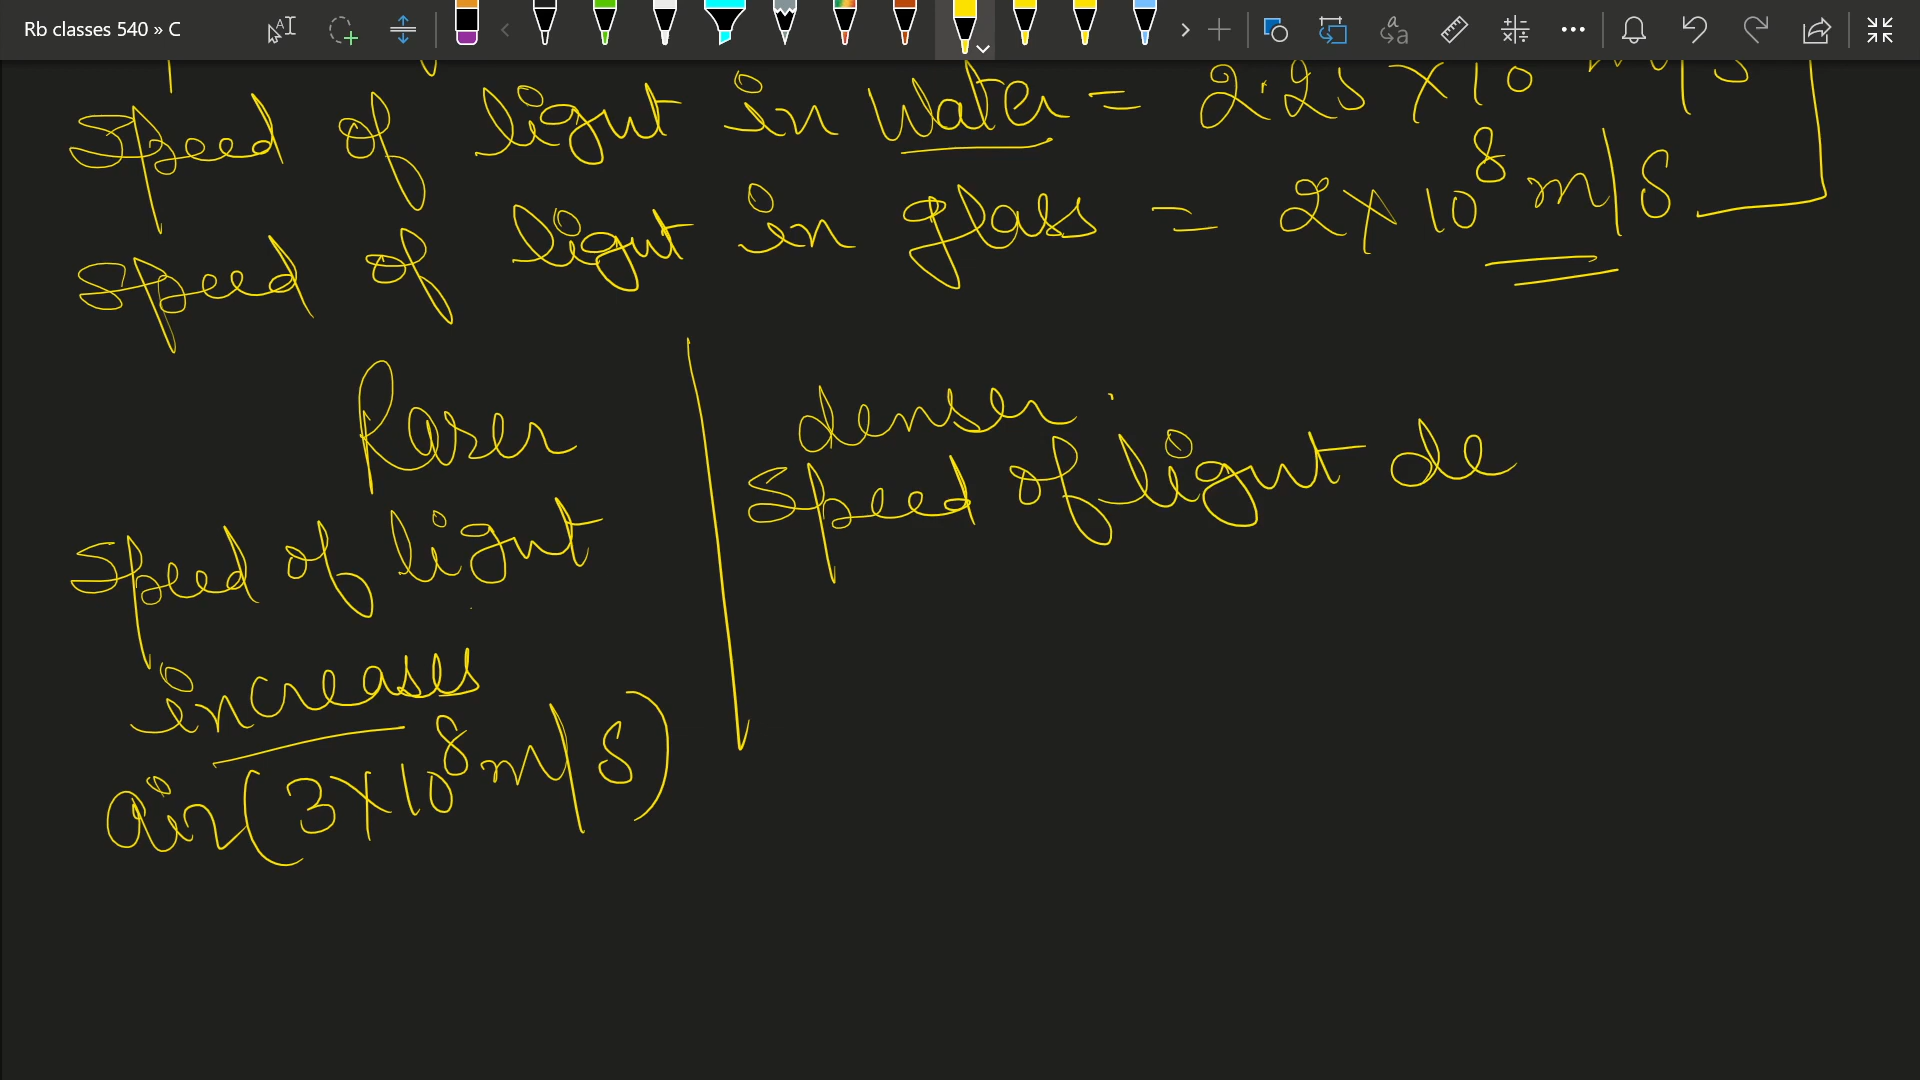 Rb classes 540 » C
Speed of light in water = 2.25 × 10 m/s
Speed of light in glass = 2 × 10⁸ m/s
Rarer
denser
Speed of light
increases
air (3 × 10⁸ m/s)
Speed of light de